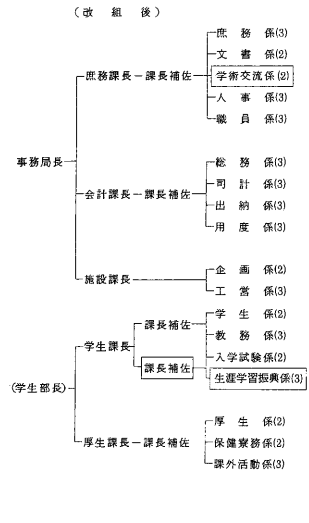 (改組後)
庶務係(3)
文書係(2)
庶務課長 課長補佐 学術交流係(2)
人事係(3)
職員係(3)
事務局長
総務係(3)
司計係(3)
会計課長 課長補佐
出納係(3)
用度係(3)
企画係(2)
施設課長
工営係(3)
学生係(2)
課長補佐
教務係(3)
学生課長
入学試験係(2)
課長補佐
生涯学習振興係(3)
(学生部長)
厚生係(2)
厚生課長 課長補佐 保健寮務係(2)
課外活動係(3)